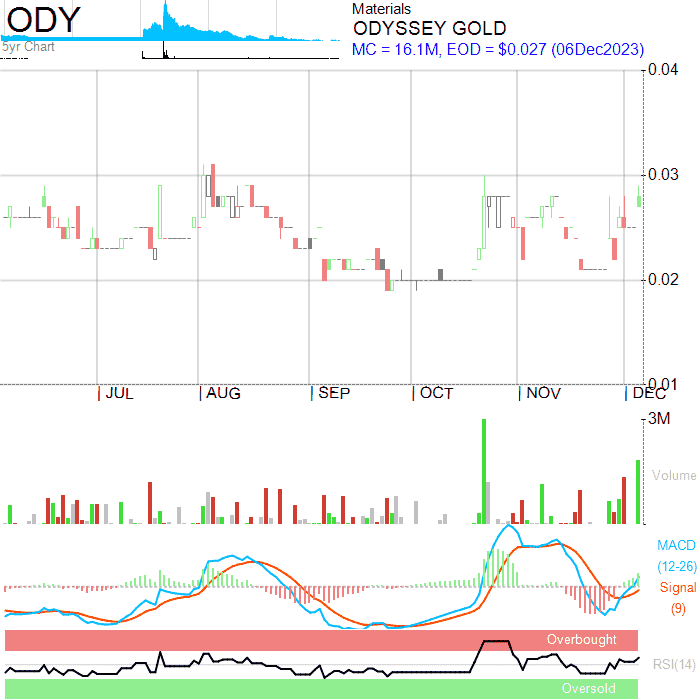 ODY
5yr Chart
Materials
ODYSSEY GOLD
MC = 16.1M, EOD = $0.027 (06Dec2023)
0.04
0.03
0.02
0.01
JUL AUG SEP OCT NOV DEC
3M
Volume
MACD
(12-26)
Signal
(9)
Overbought
RSI(14)
Oversold